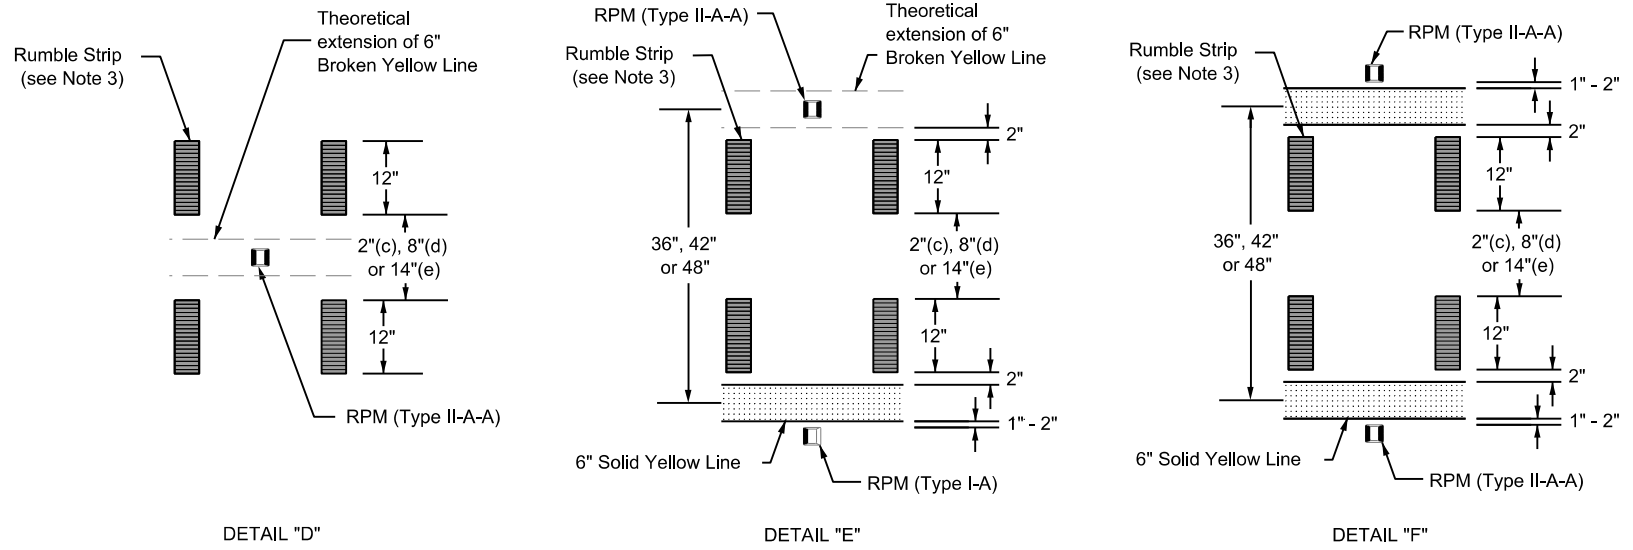 Theoretical
extension of 6"
Broken Yellow Line
Rumble Strip
(see Note 3)
12"
2"(c), 8"(d)
or 14"(e)
12"
RPM (Type II-A-A)
DETAIL "D"
RPM (Type II-A-A)
Theoretical
extension of 6"
Broken Yellow Line
Rumble Strip
(see Note 3)
2"
12"
36", 42"
or 48"
2"(c), 8"(d)
or 14"(e)
12"
2"
1" - 2"
6" Solid Yellow Line
RPM (Type I-A)
DETAIL "E"
RPM (Type II-A-A)
Rumble Strip
(see Note 3)
1" - 2"
2"
12"
36", 42"
or 48"
2"(c), 8"(d)
or 14"(e)
12"
2"
1" - 2"
6" Solid Yellow Line
RPM (Type II-A-A)
DETAIL "F"